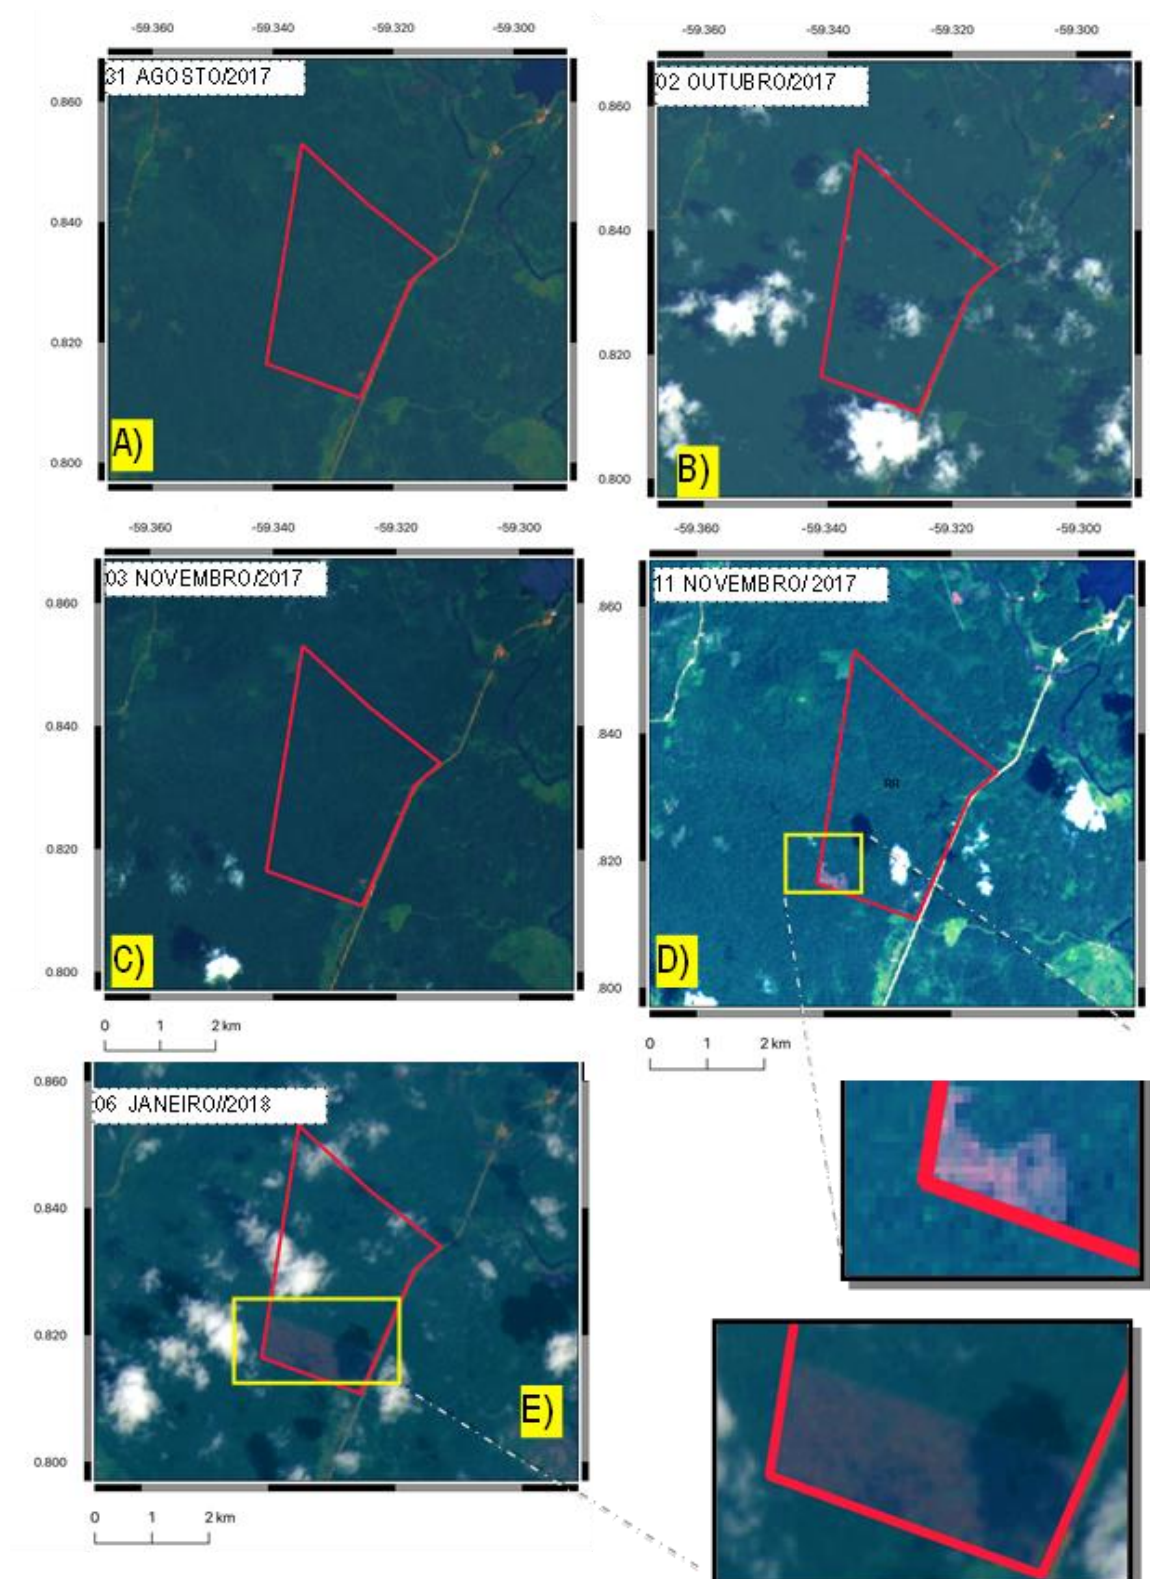 -59.360 -59.340 -59.320 -59.300
-59.360 -59.340 -59.320 -59.300
31 AGOSTO/2017
02 OUTUBRO/2017
0.860
0.840
0.820
0.800
0.860
0.840
0.820
0.800
A)
B)
-59.360 -59.340 -59.320 -59.300
-59.360 -59.340 -59.320 -59.300
03 NOVEMBRO/2017
11 NOVEMBRO/ 2017
0.860
0.840
0.820
0.800
.860
.840
.820
.800
RR
C)
D)
0 1 2 km
0 1 2 km
06 JANEIRO//2018
0.860
0.840
0.820
0.800
E)
0 1 2 km